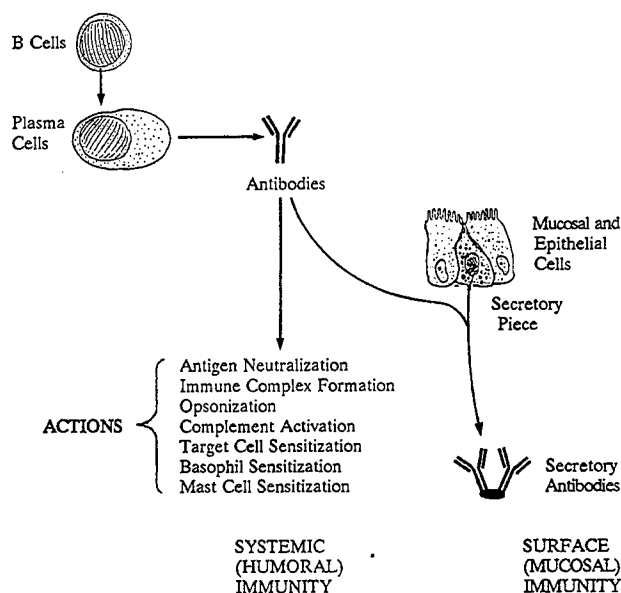 B Cells
Plasma
Cells
Antibodies
Mucosal and
Epithelial
Cells
Secretory
Piece
ACTIONS
Antigen Neutralization
Immune Complex Formation
Opsonization
Complement Activation
Target Cell Sensitization
Basophil Sensitization
Mast Cell Sensitization
Secretory
Antibodies
SYSTEMIC
(HUMORAL)
IMMUNITY
SURFACE
(MUCOSAL)
IMMUNITY